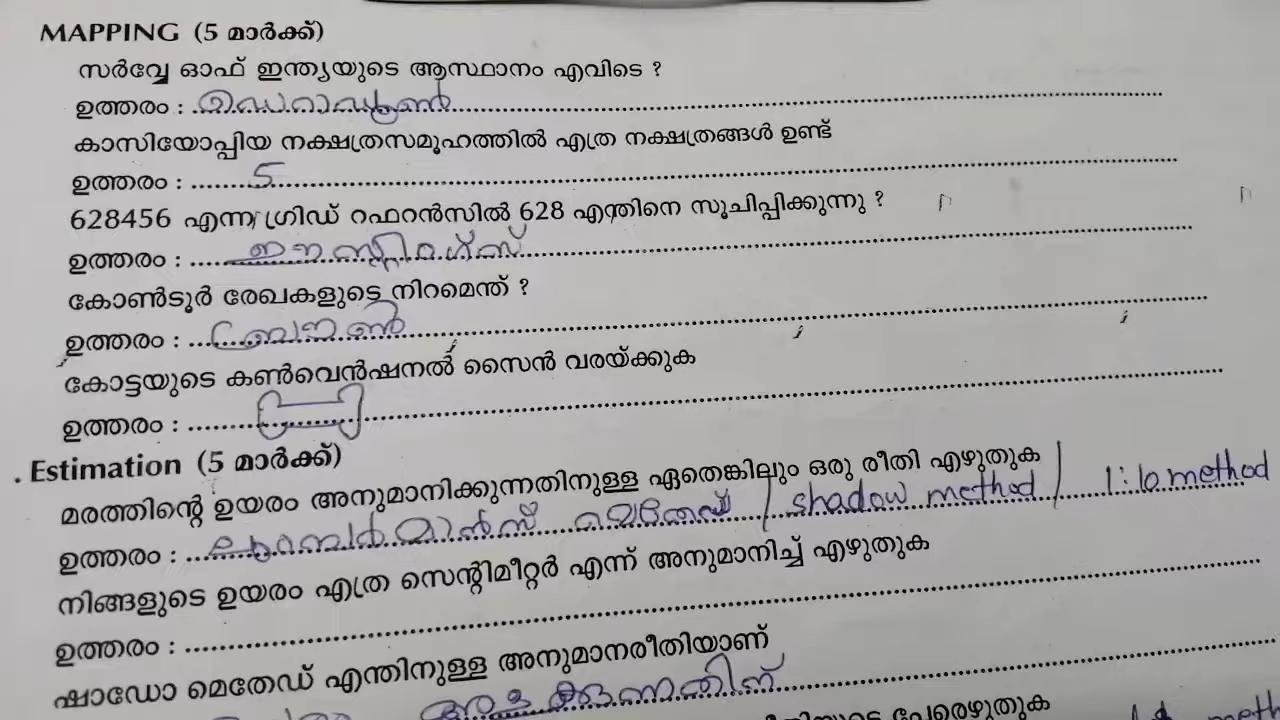 MAPPING (5 മാർക്ക്)
സർവ്വേ ഓഫ് ഇന്ത്യയുടെ ആസ്ഥാനം എവിടെ ?
ഉത്തരം : ഡെറാഡൂൺ
കാസിയോപ്പിയ നക്ഷത്രസമൂഹത്തിൽ എത്ര നക്ഷത്രങ്ങൾ ഉണ്ട്
ഉത്തരം : 5
628456 എന്ന ഗ്രിഡ് റഫറൻസിൽ 628 എന്തിനെ സൂചിപ്പിക്കുന്നു ?
ഉത്തരം : ഈസ്റ്റിംഗ്സ്
കോൺടൂർ രേഖകളുടെ നിറമെന്ത് ?
ഉത്തരം : ബ്രൌൺ
കോട്ടയുടെ കൺവെൻഷനൽ സൈൻ വരയ്ക്കുക
ഉത്തരം :
Estimation (5 മാർക്ക്)
മരത്തിന്റെ ഉയരം അനുമാനിക്കുന്നതിനുള്ള ഏതെങ്കിലും ഒരു രീതി എഴുതുക
ഉത്തരം : മെത്തേഡ് / shadow method / 1:10 method
നിങ്ങളുടെ ഉയരം എത്ര സെന്റിമീറ്റർ എന്ന് അനുമാനിച്ച് എഴുതുക
ഉത്തരം :
ഷാഡോ മെതേഡ് എന്തിനുള്ള അനുമാനരീതിയാണ്
അളക്കുന്നതിന്
പേരെഴുതുക